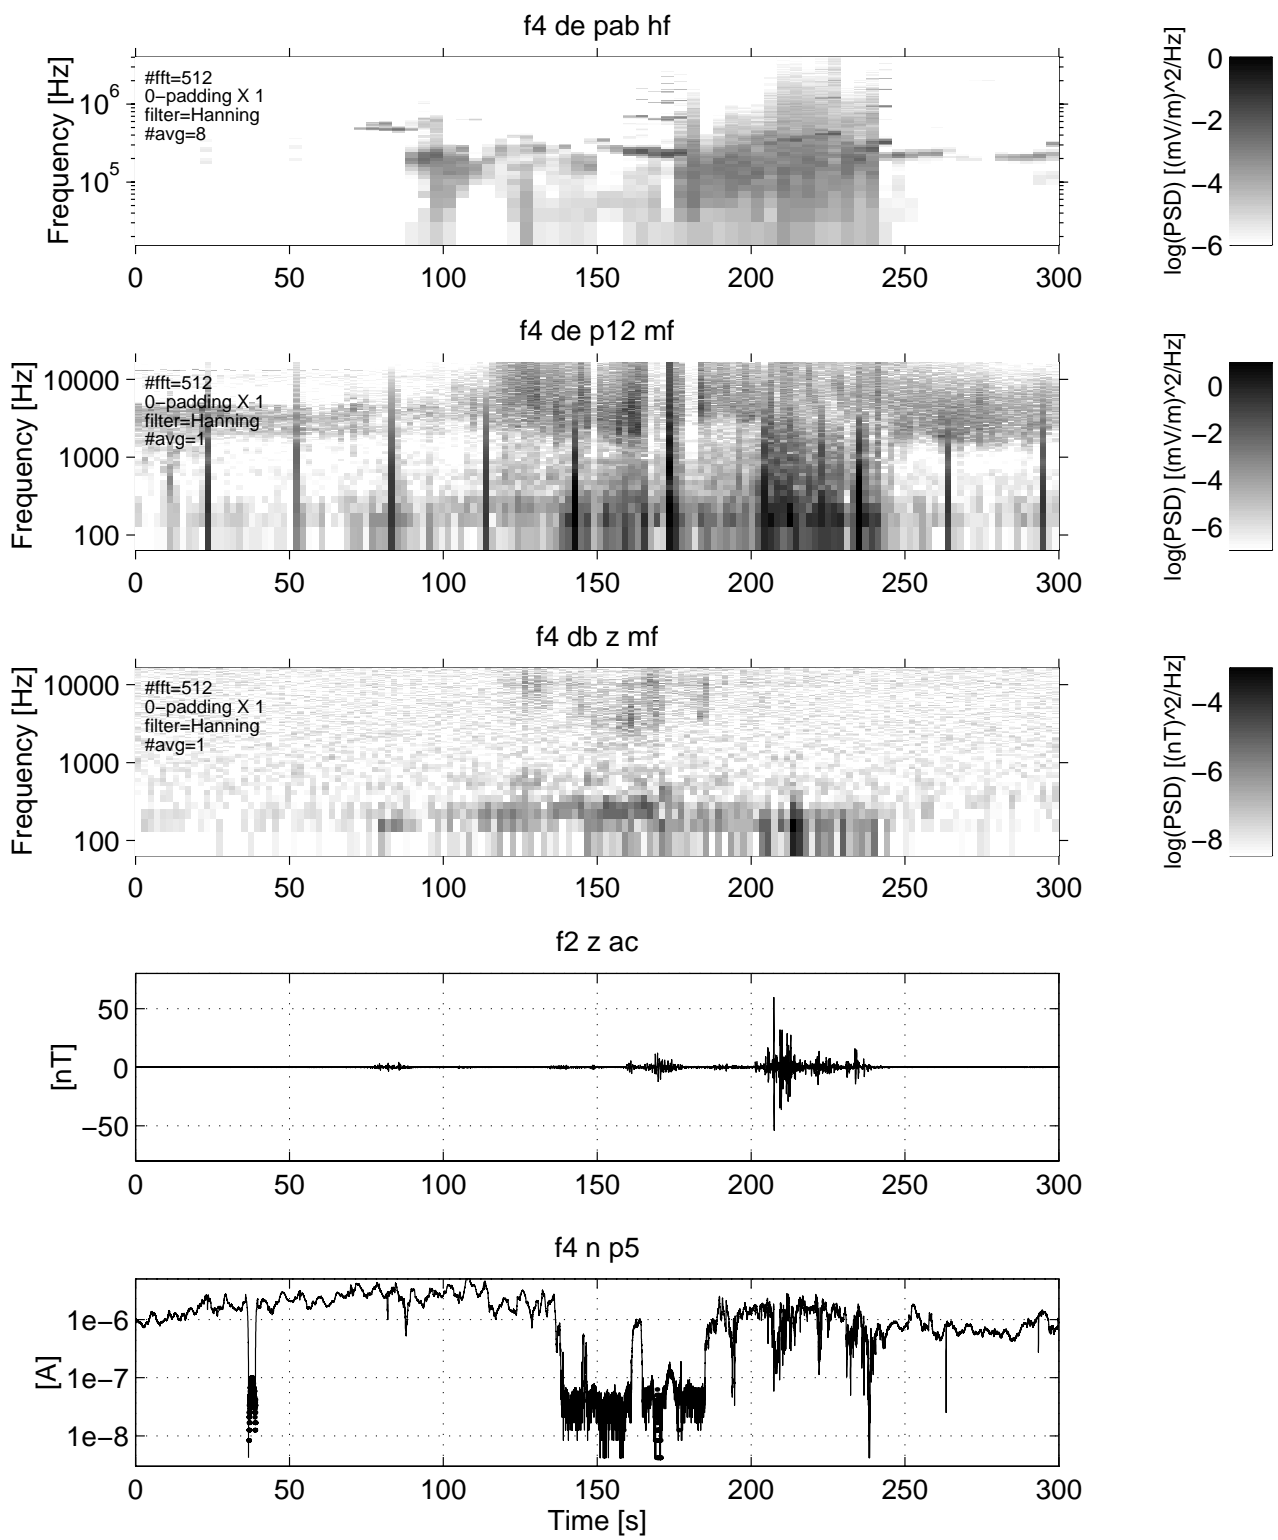 f4 de pab hf
Frequency [Hz]
10^6
10^5
#fft=512
0−padding X 1
filter=Hanning
#avg=8
0 50 100 150 200 250 300
log(PSD) [(mV/m)^2/Hz]
0
−2
−4
−6
f4 de p12 mf
Frequency [Hz]
10000
1000
100
#fft=512
0−padding X 1
filter=Hanning
#avg=1
0 50 100 150 200 250 300
log(PSD) [(mV/m)^2/Hz]
0
−2
−4
−6
f4 db z mf
Frequency [Hz]
10000
1000
100
#fft=512
0−padding X 1
filter=Hanning
#avg=1
0 50 100 150 200 250 300
log(PSD) [(nT)^2/Hz]
−4
−6
−8
f2 z ac
[nT]
50
0
−50
0 50 100 150 200 250 300
f4 n p5
[A]
1e−6
1e−7
1e−8
0 50 100 150 200 250 300
Time [s]